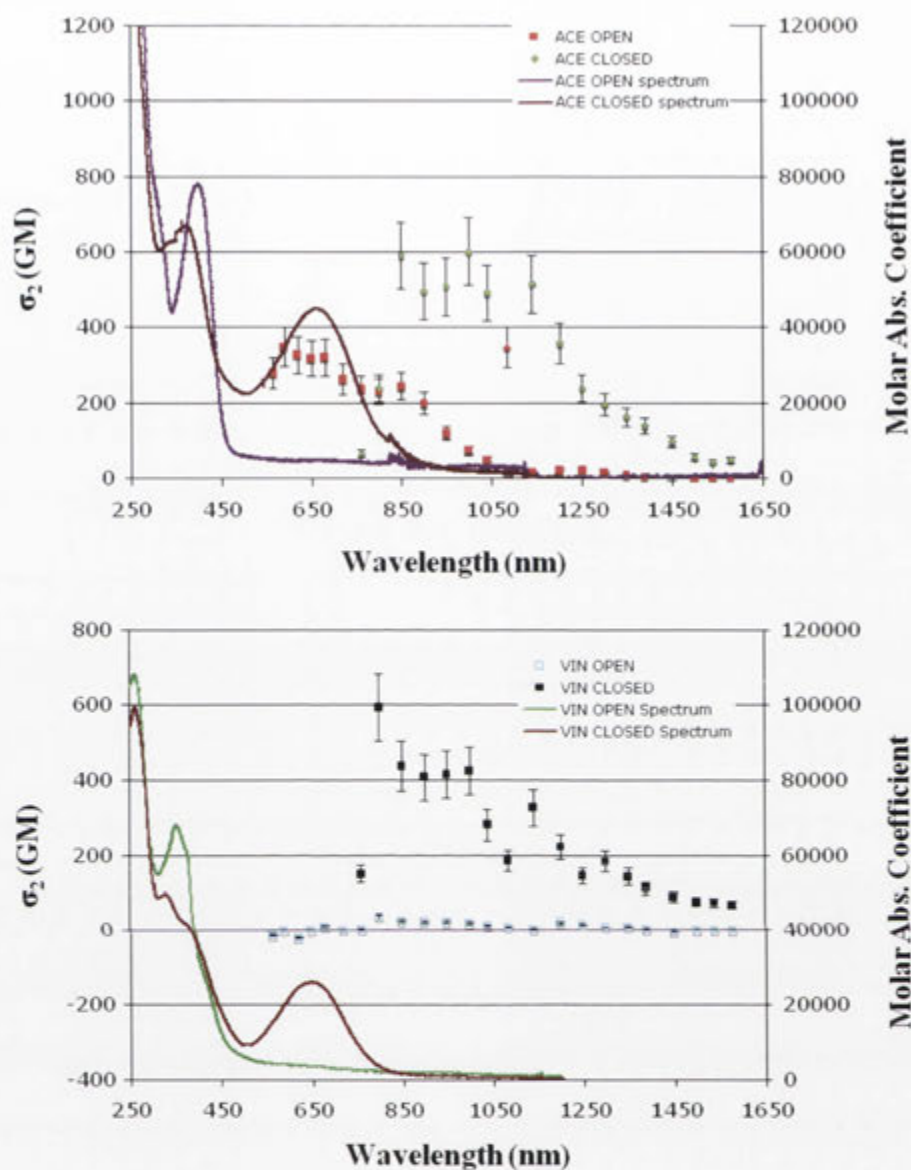 1200
1000
800
600
400
200
0
σ₂ (GM)
ACE OPEN
ACE CLOSED
ACE OPEN spectrum
ACE CLOSED spectrum
120000
100000
80000
60000
40000
20000
0
Molar Abs. Coefficient
250 450 650 850 1050 1250 1450 1650
Wavelength (nm)
800
600
400
200
0
-200
-400
σ₂ (GM)
VIN OPEN
VIN CLOSED
VIN OPEN Spectrum
VIN CLOSED Spectrum
120000
100000
80000
60000
40000
20000
0
Molar Abs. Coefficient
250 450 650 850 1050 1250 1450 1650
Wavelength (nm)